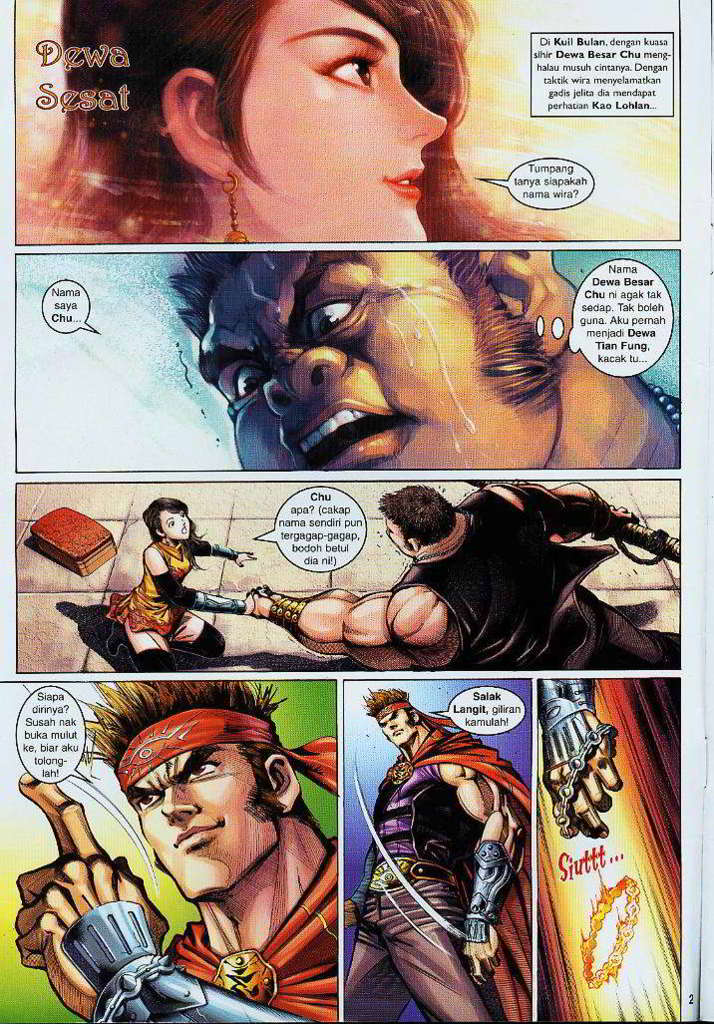 Dewa
Sesat
Di Kuil Bulan, dengan kuasa
sihir Dewa Besar Chu meng-
halau musuh cintanya. Dengan
taktik wira menyelamatkan
gadis jelita dia mendapat
perhatian Kao Lohlan...
Tumpang
tanya siapakah
nama wira?
Nama
saya
Chu...
Nama
Dewa Besar
Chu ni agak tak
sedap. Tak boleh
guna. Aku pernah
menjadi Dewa
Tian Fung,
kacak tu...
Chu
apa? (cakap
nama sendiri pun
tergagap-gagap,
bodoh betul
dia ni!)
Siapa
dirinya?
Susah nak
buka mulut
ke, biar aku
tolong-
lah!
Salak
Langit, giliran
kamulah!
Siuttt...
2